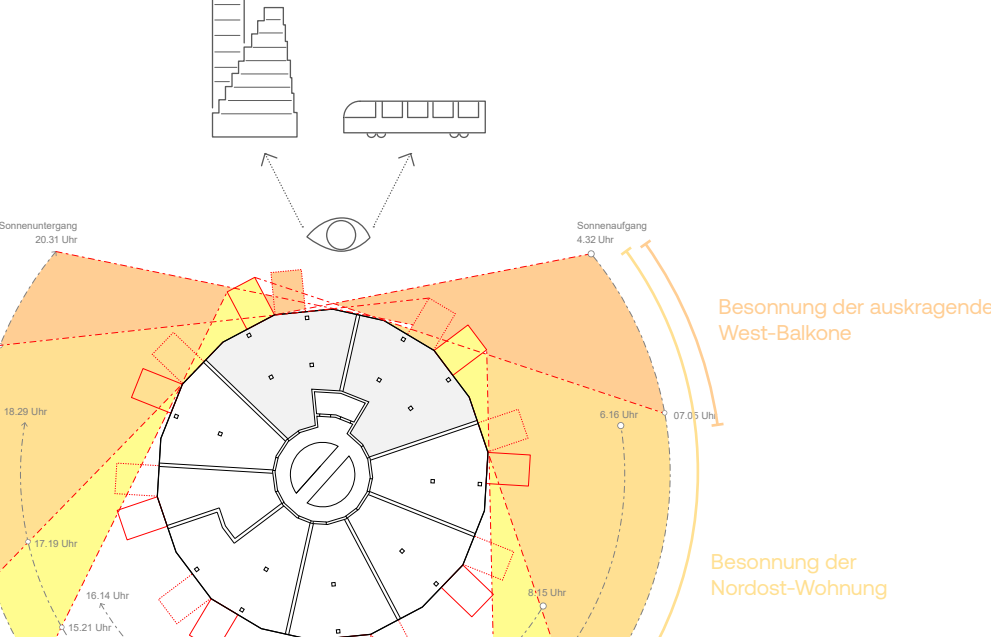 Sonnenuntergang
20.31 Uhr
Sonnenaufgang
4.32 Uhr
Besonnung der auskragende
West-Balkone
18.29 Uhr
6.16 Uhr
07.05 Uhr
17.19 Uhr
Besonnung der
Nordost-Wohnung
16.14 Uhr
8.15 Uhr
15.21 Uhr